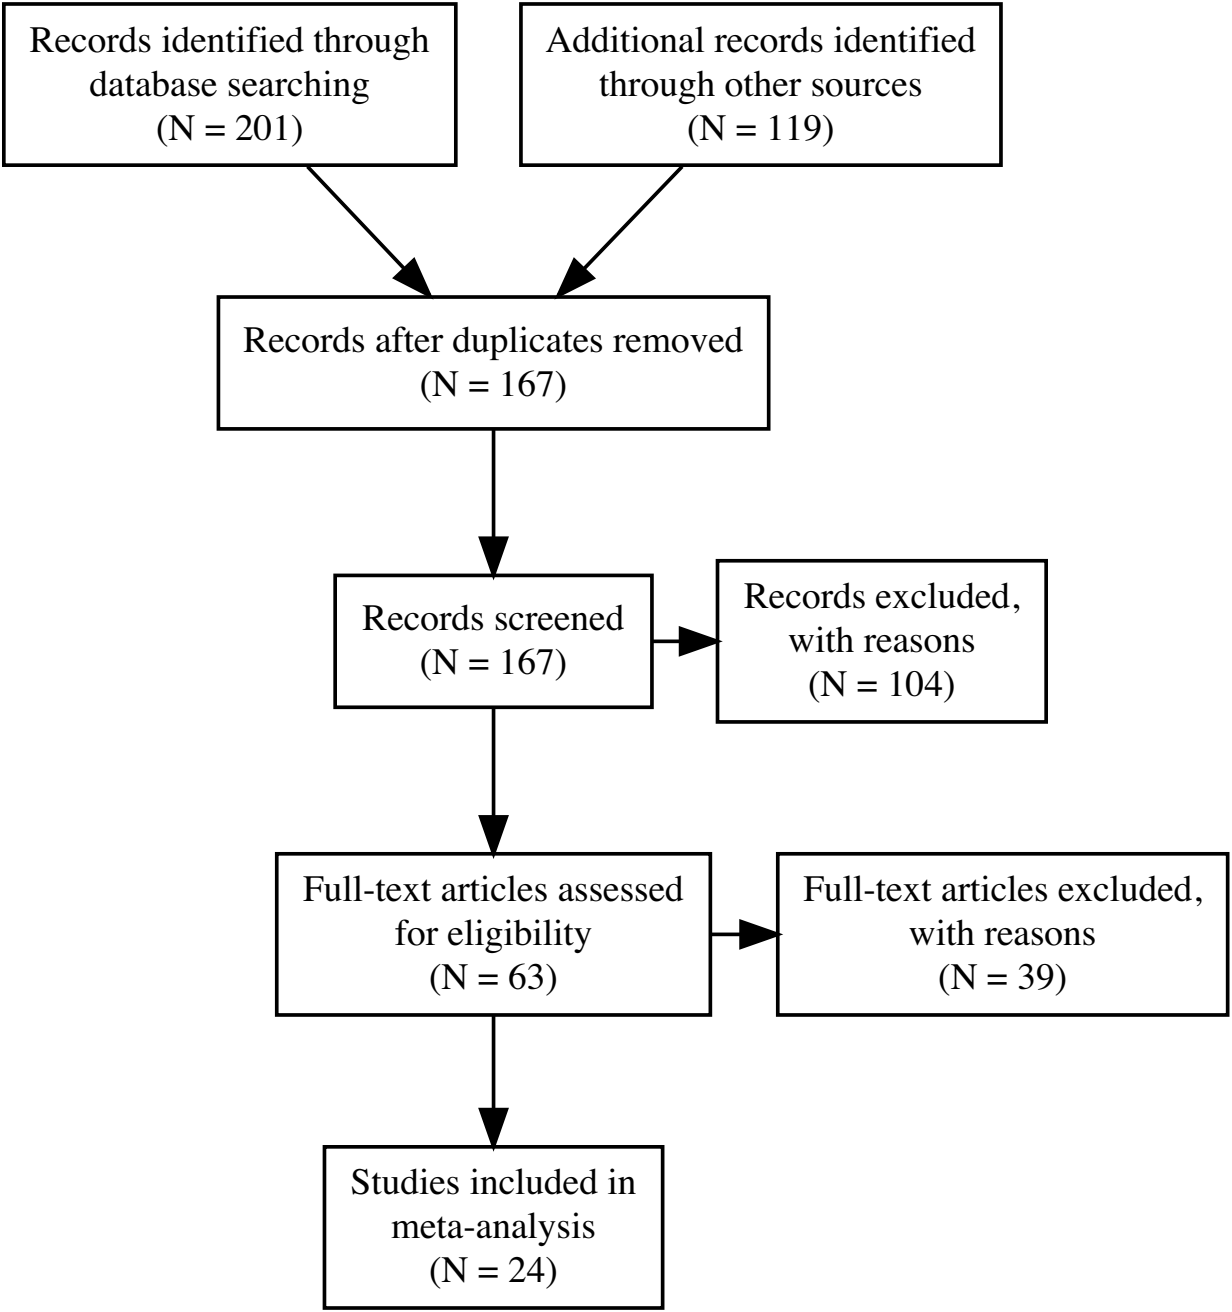 Records identified through
database searching
(N = 201)
Additional records identified
through other sources
(N = 119)
Records after duplicates removed
(N = 167)
Records screened
(N = 167)
Records excluded,
with reasons
(N = 104)
Full-text articles assessed
for eligibility
(N = 63)
Full-text articles excluded,
with reasons
(N = 39)
Studies included in
meta-analysis
(N = 24)